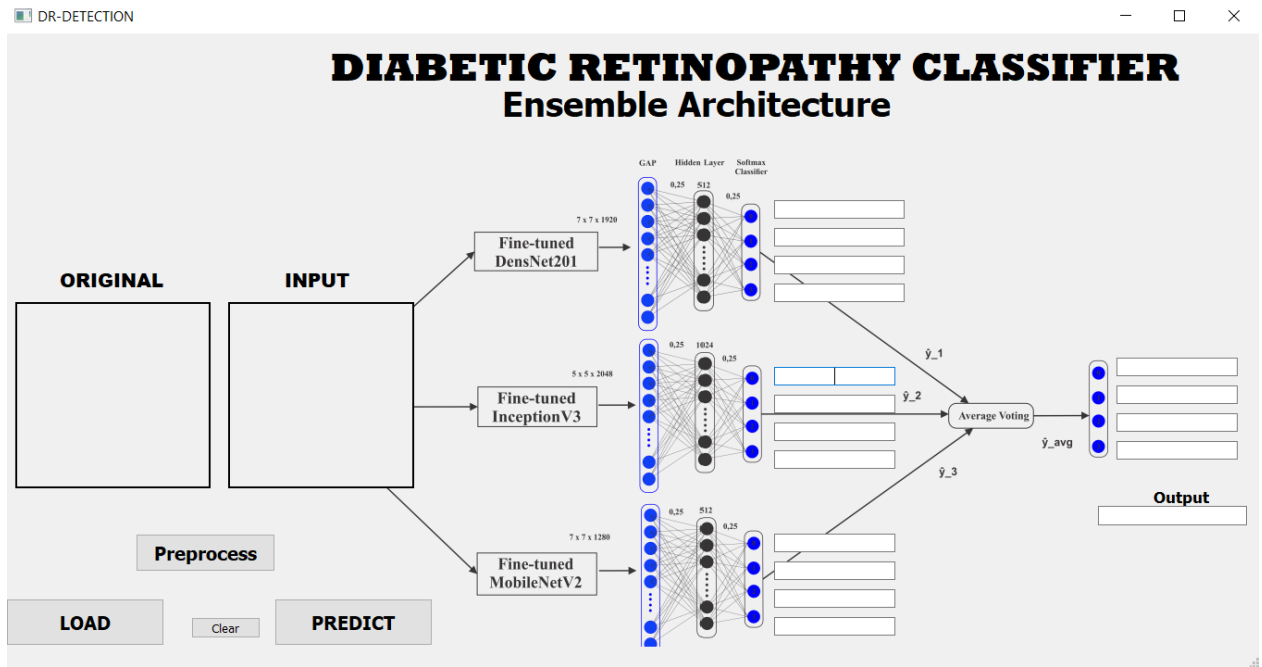 DR-DETECTION
DIABETIC RETINOPATHY CLASSIFIER
Ensemble Architecture
GAP
Hidden Layer
Softmax
Classifier
0,25
512
0,25
7 x 7 x 1920
Fine-tuned
DensNet201
ORIGINAL
INPUT
0,25
1024
0,25
ŷ_1
5 x 5 x 2048
Fine-tuned
InceptionV3
ŷ_2
Average Voting
ŷ_avg
ŷ_3
Output
0,25
512
0,25
7 x 7 x 1280
Fine-tuned
MobileNetV2
Preprocess
LOAD
Clear
PREDICT